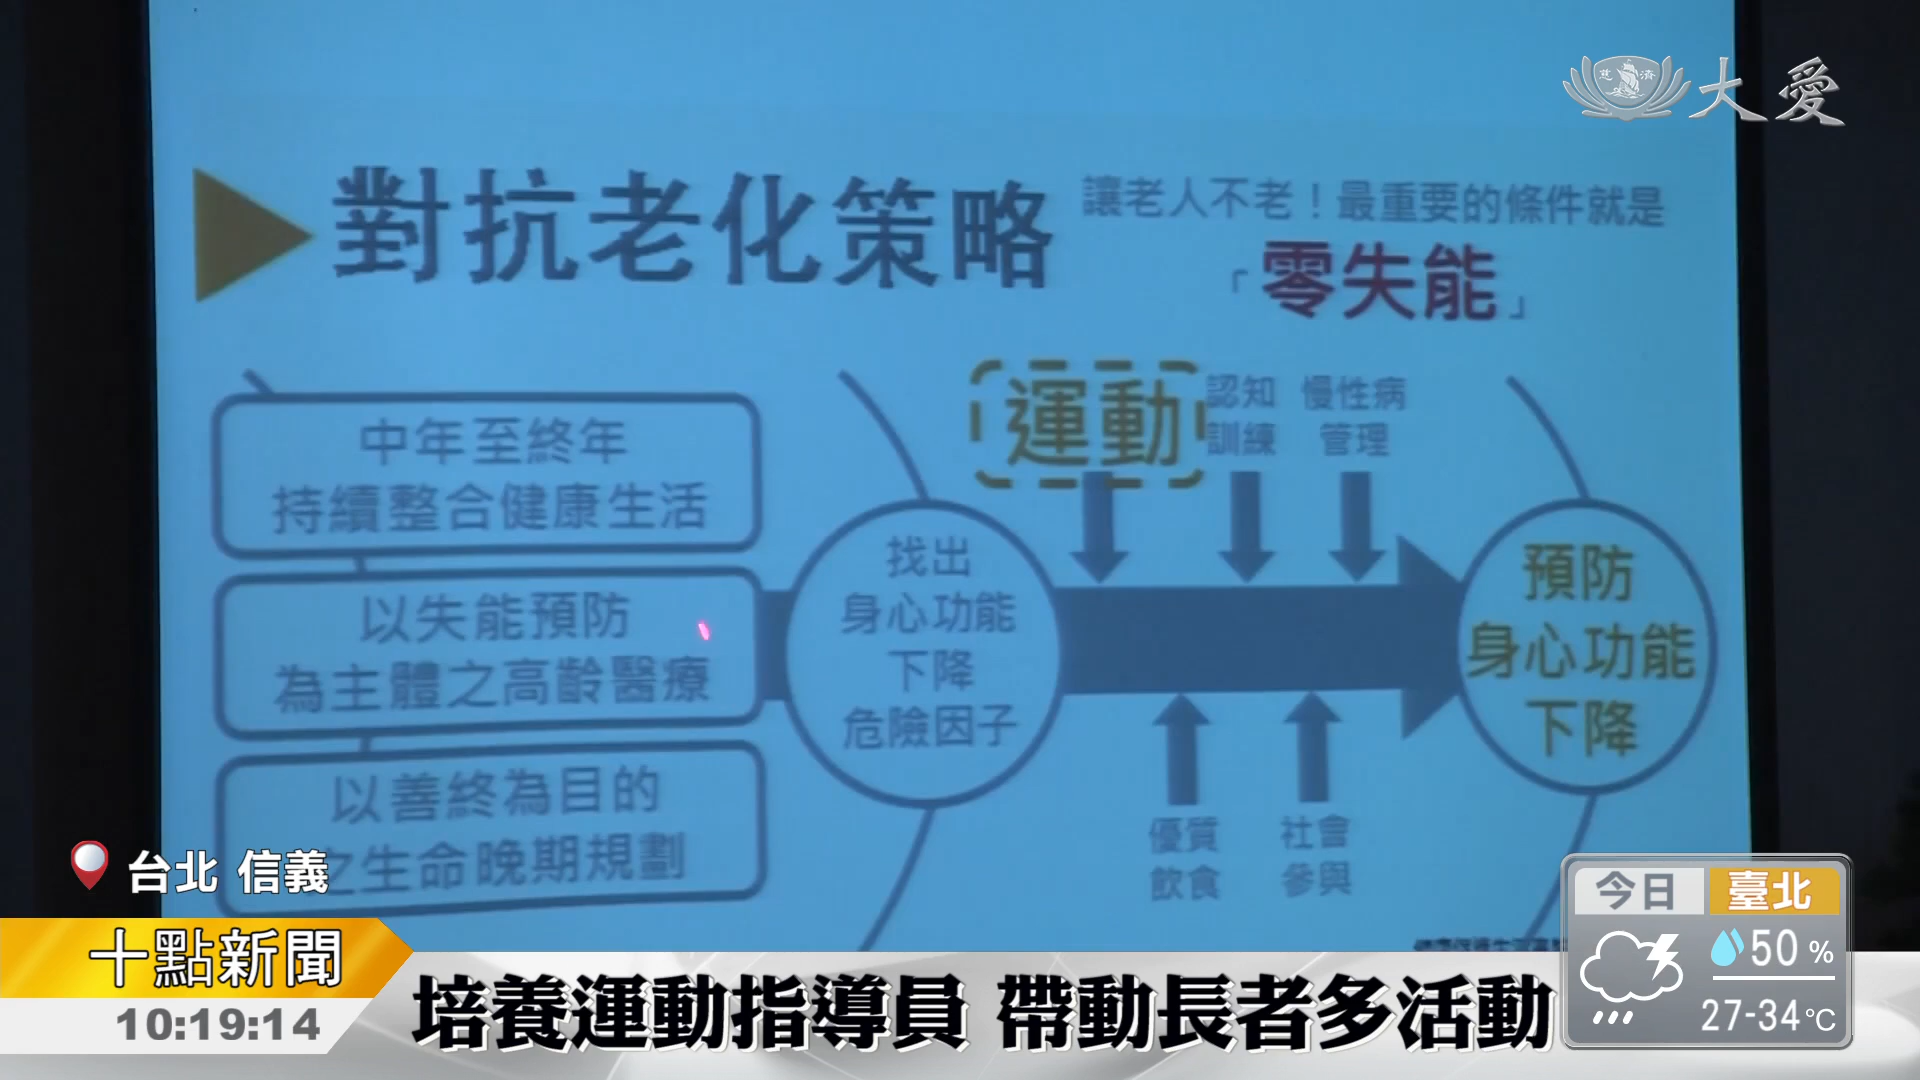 慈濟
大愛
對抗老化策略
讓老人不老!最重要的條件就是
「零失能」
中年至終年
持續整合健康生活
以失能預防
為主體之高齡醫療
以善終為目的
之生命晚期規劃
找出
身心功能
下降
危險因子
運動
認知
訓練
慢性病
管理
優質
飲食
社會
參與
預防
身心功能
下降
台北 信義
十點新聞
10:19:14
培養運動指導員 帶動長者多活動
今日
臺北
50 %
27-34°C